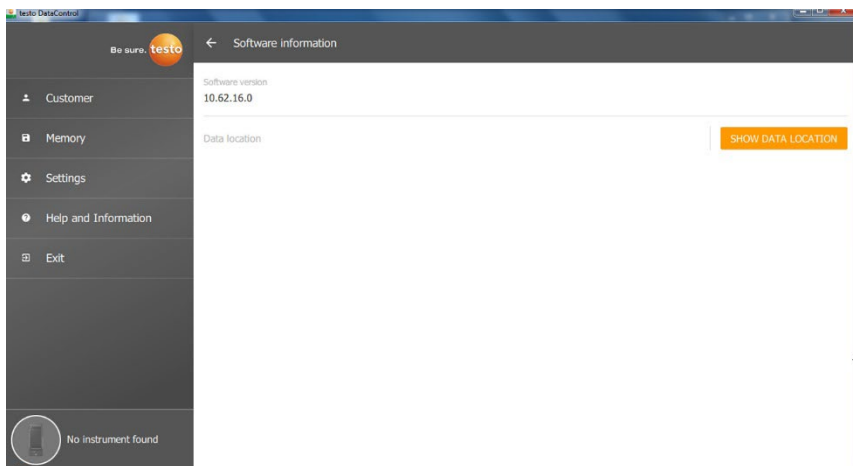 testo DataControl
Be sure. testo
Software information
Software version
10.62.16.0
Data location
SHOW DATA LOCATION
Customer
Memory
Settings
Help and Information
Exit
No instrument found